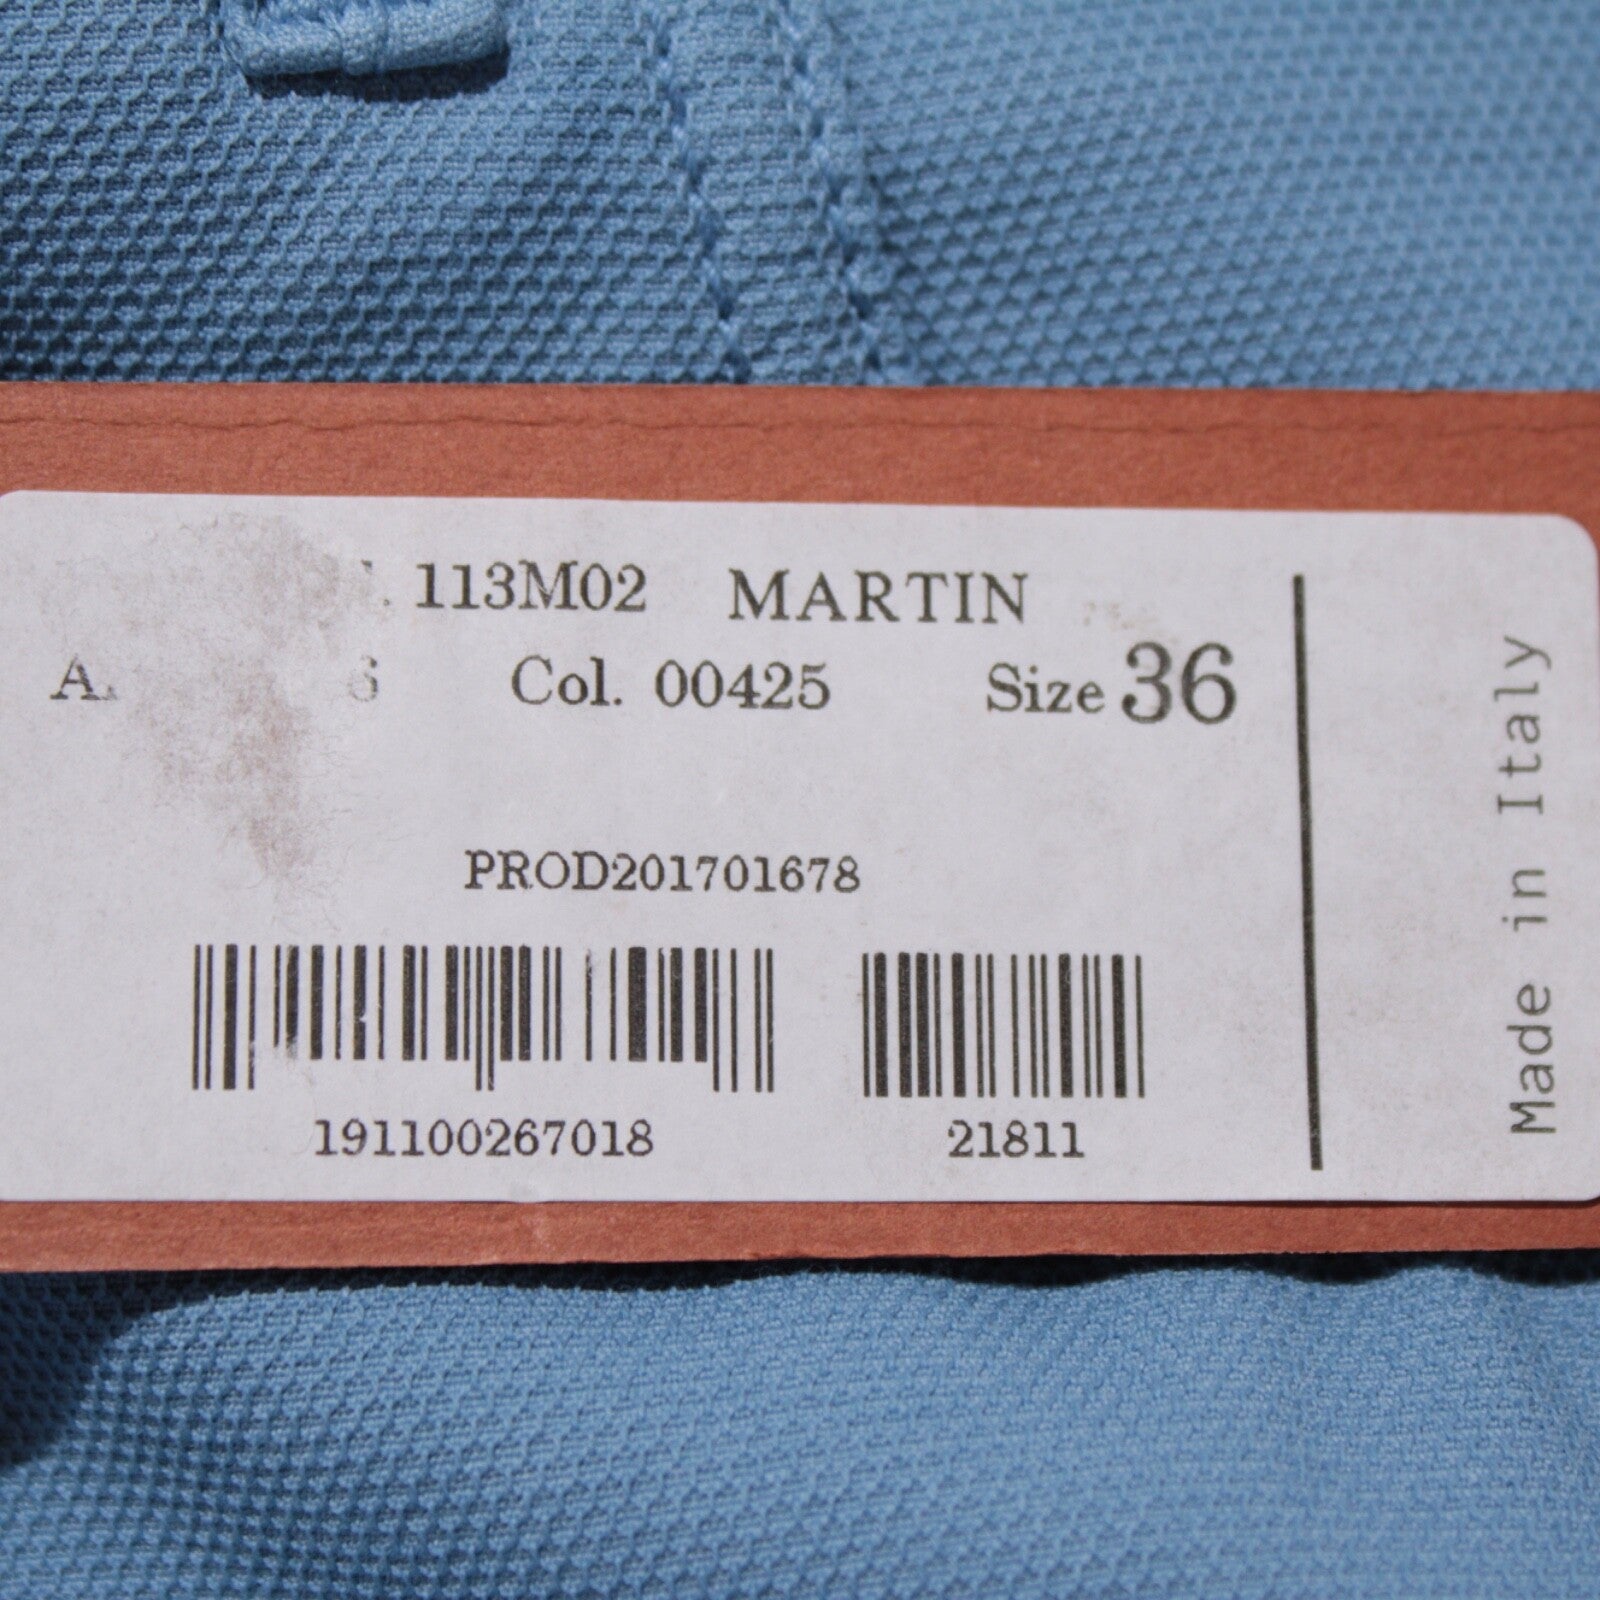 113M02 MARTIN
Col. 00425 Size 36
PROD201701678
191100267018 21811
Made in Italy